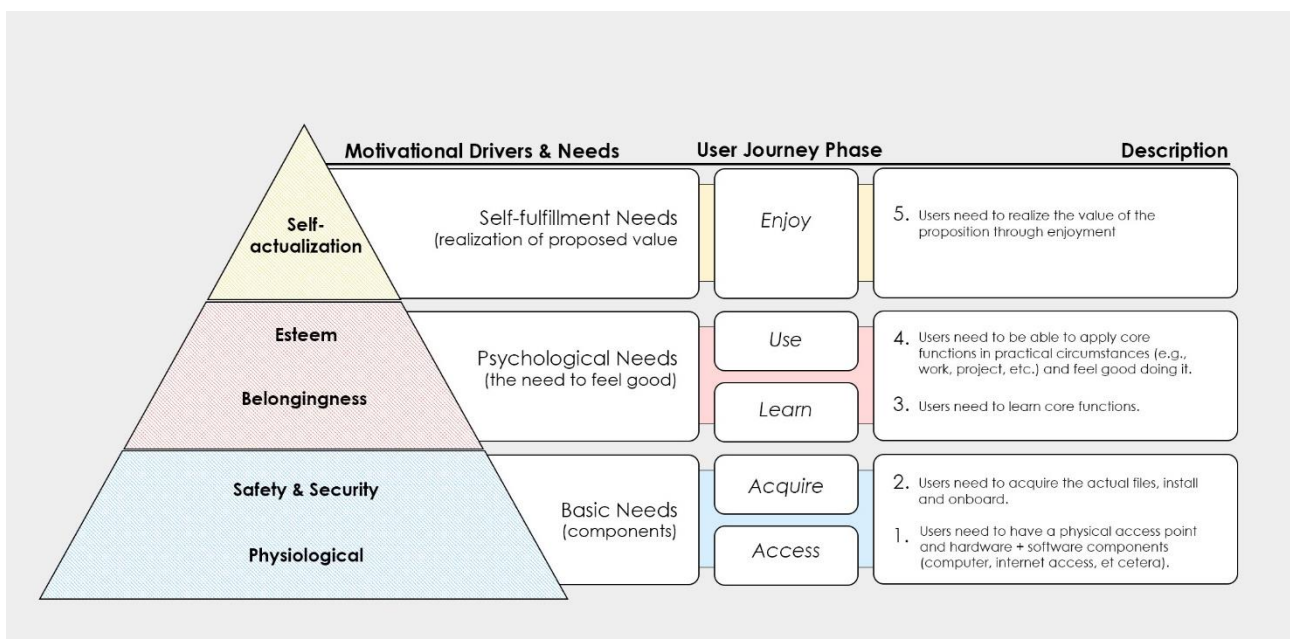 Motivational Drivers & Needs
User Journey Phase
Description
Self-
actualization
Self-fulfillment Needs
(realization of proposed value
Enjoy
5. Users need to realize the value of the
proposition through enjoyment
Esteem
Belongingness
Psychological Needs
(the need to feel good)
Use
Learn
4. Users need to be able to apply core
functions in practical circumstances (e.g.,
work, project, etc.) and feel good doing it.
3. Users need to learn core functions.
Safety & Security
Physiological
Basic Needs
(components)
Acquire
Access
2. Users need to acquire the actual files, install
and onboard.
1. Users need to have a physical access point
and hardware + software components
(computer, internet access, et cetera).